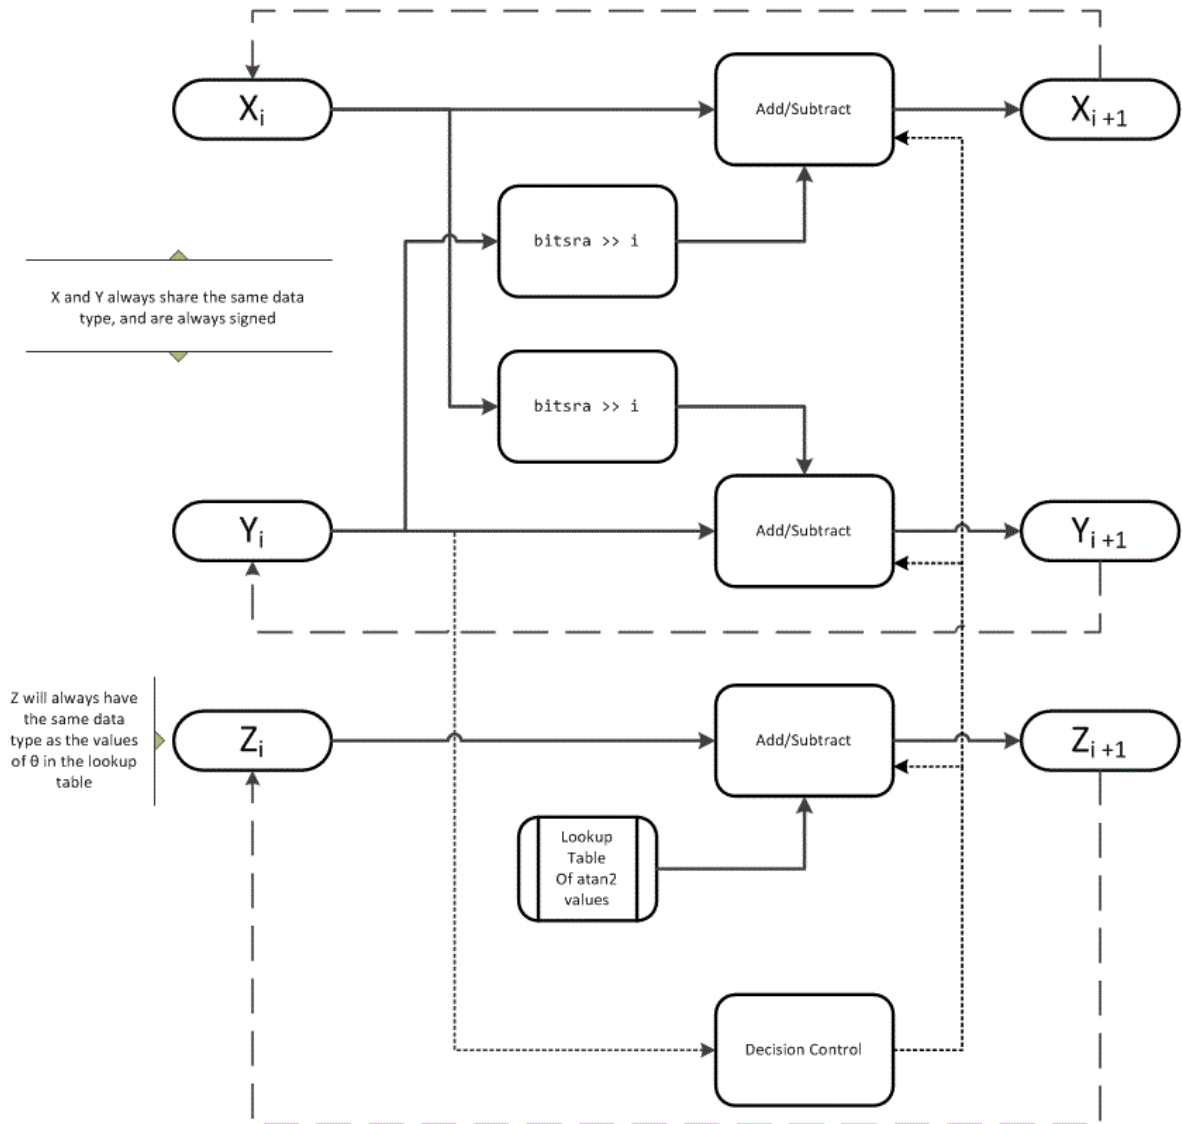 Xi
Add/Subtract
Xi +1
bitsra >> i
X and Y always share the same data
type, and are always signed
bitsra >> i
Yi
Add/Subtract
Yi +1
Z will always have
the same data
type as the values
of θ in the lookup
table
Zi
Add/Subtract
Zi +1
Lookup
Table
Of atan2
values
Decision Control